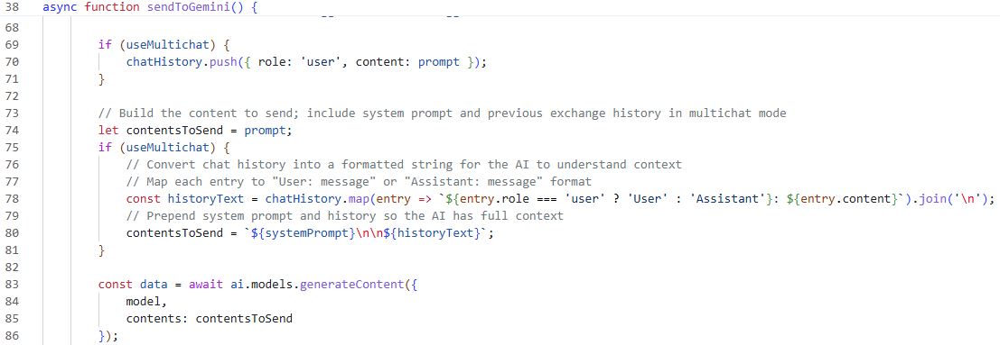 38 async function sendToGemini() {
68
69 if (useMultichat) {
70 chatHistory.push({ role: 'user', content: prompt });
71 }
72
73 // Build the content to send; include system prompt and previous exchange history in multichat mode
74 let contentsToSend = prompt;
75 if (useMultichat) {
76 // Convert chat history into a formatted string for the AI to understand context
77 // Map each entry to "User: message" or "Assistant: message" format
78 const historyText = chatHistory.map(entry => `${entry.role === 'user' ? 'User' : 'Assistant'}: ${entry.content}`).join('\n');
79 // Prepend system prompt and history so the AI has full context
80 contentsToSend = `${systemPrompt}\n\n${historyText}`;
81 }
82
83 const data = await ai.models.generateContent({
84 model,
85 contents: contentsToSend
86 });